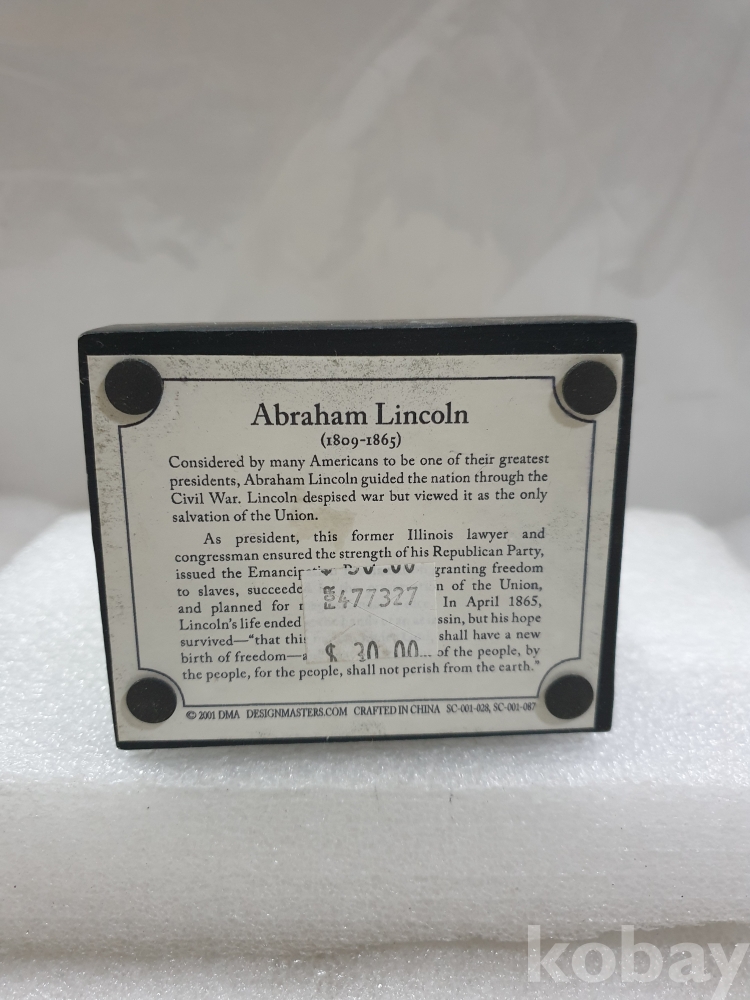 Abraham Lincoln
(1809-1865)
Considered by many Americans to be one of their greatest
presidents, Abraham Lincoln guided the nation through the
Civil War. Lincoln despised war but viewed it as the only
salvation of the Union.
As president, this former Illinois lawyer and
congressman ensured the strength of his Republican Party,
issued the granting freedom
to slaves, of the Union,
477327
and planned for In April 1865,
Lincoln's life ended but his hope
survived—"that shall have a new
$ 30.00
birth of freedom— of the people, by
the people, for the people, shall not perish from the earth."
© 2001 DMA DESIGNMASTERS.COM CRAFTED IN CHINA SC-001-028, SC-001-087
kobay